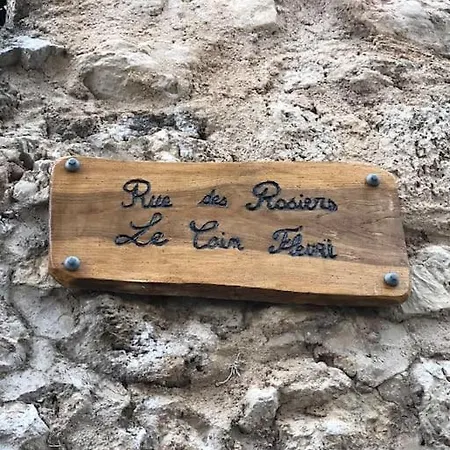 Rue des Rosiers
Le Coin Fleuri